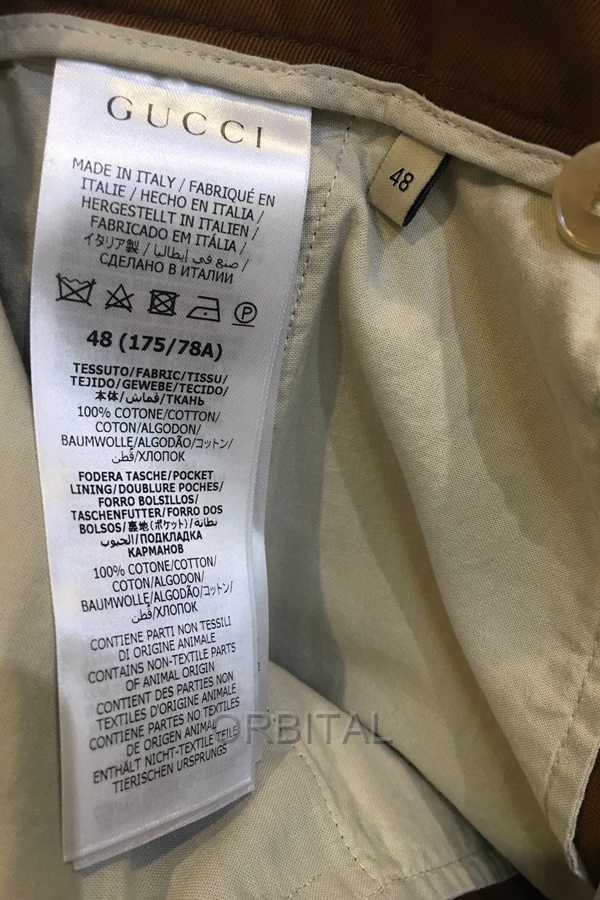 GUCCI
MADE IN ITALY / FABRIQUÉ EN
ITALIE / HECHO EN ITALIA /
HERGESTELLT IN ITALIEN /
FABRICADO EM ITÁLIA /
イタリア製 / صنع في إيطاليا /
СДЕЛАНО В ИТАЛИИ
P
48 (175/78A)
TESSUTO/FABRIC/TISSU/
TEJIDO/GEWEBE/TECIDO/
本体/قماش/ТКАНЬ
100% COTONE/COTTON/
COTON/ALGODON/
BAUMWOLLE/ALGODÃO/コットン/
قُطن/ХЛОПОК
FODERA TASCHE/POCKET
LINING/DOUBLURE POCHES/
FORRO BOLSILLOS/
TASCHENFUTTER/FORRO DOS
BOLSOS/裏地(ポケット)/بطانة
الجيوب/ПОДКЛАДКА
КАРМАНОВ
100% COTONE/COTTON/
COTON/ALGODON/
BAUMWOLLE/ALGODÃO/コットン/
قُطن/ХЛОПОК
CONTIENE PARTI NON TESSILI
DI ORIGINE ANIMALE
CONTAINS NON-TEXTILE PARTS
OF ANIMAL ORIGIN
CONTIENT DES PARTIES NON
TEXTILES D'ORIGINE ANIMALE
CONTIENE PARTES NO TEXTILES
DE ORIGEN ANIMAL
ENTHÄLT NICHT-TEXTILE TEILE
TIERISCHEN URSPRUNGS
48
ORBITAL